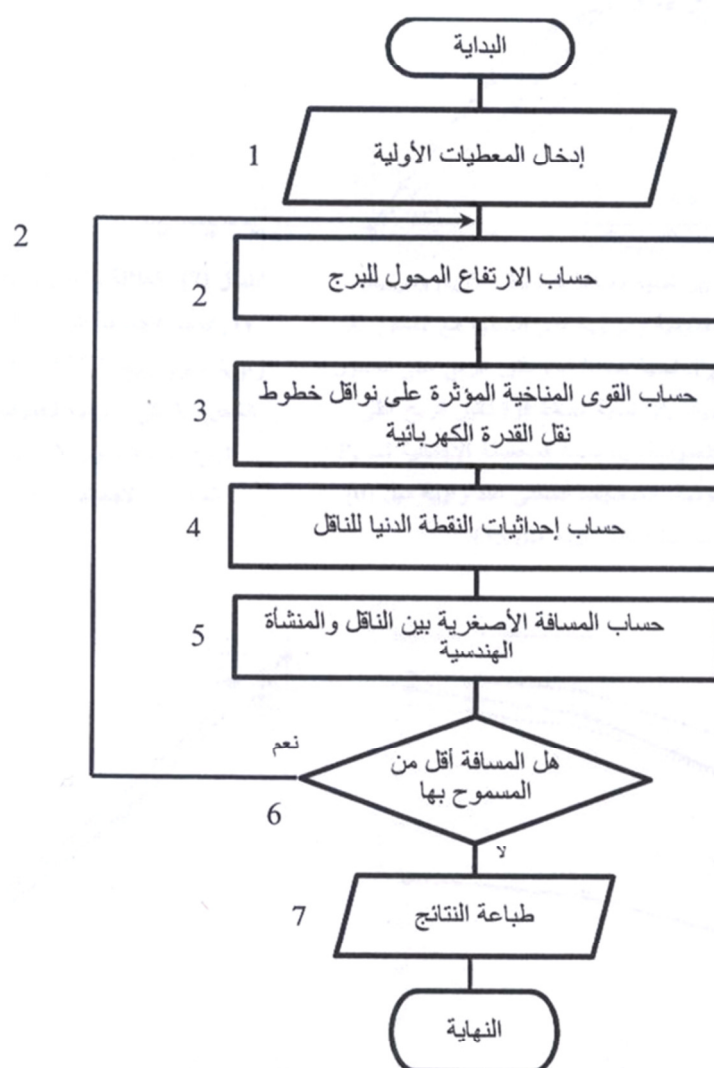 البداية
1
إدخال المعطيات الأولية
2
2
حساب الارتفاع المحول للبرج
3
حساب القوى المناخية المؤثرة على نواقل خطوط
نقل القدرة الكهربائية
4
حساب إحداثيات النقطة الدنيا للناقل
5
حساب المسافة الأصغرية بين الناقل والمنشأة
الهندسية
نعم
هل المسافة أقل من
المسموح بها
6
لا
7
طباعة النتائج
النهاية